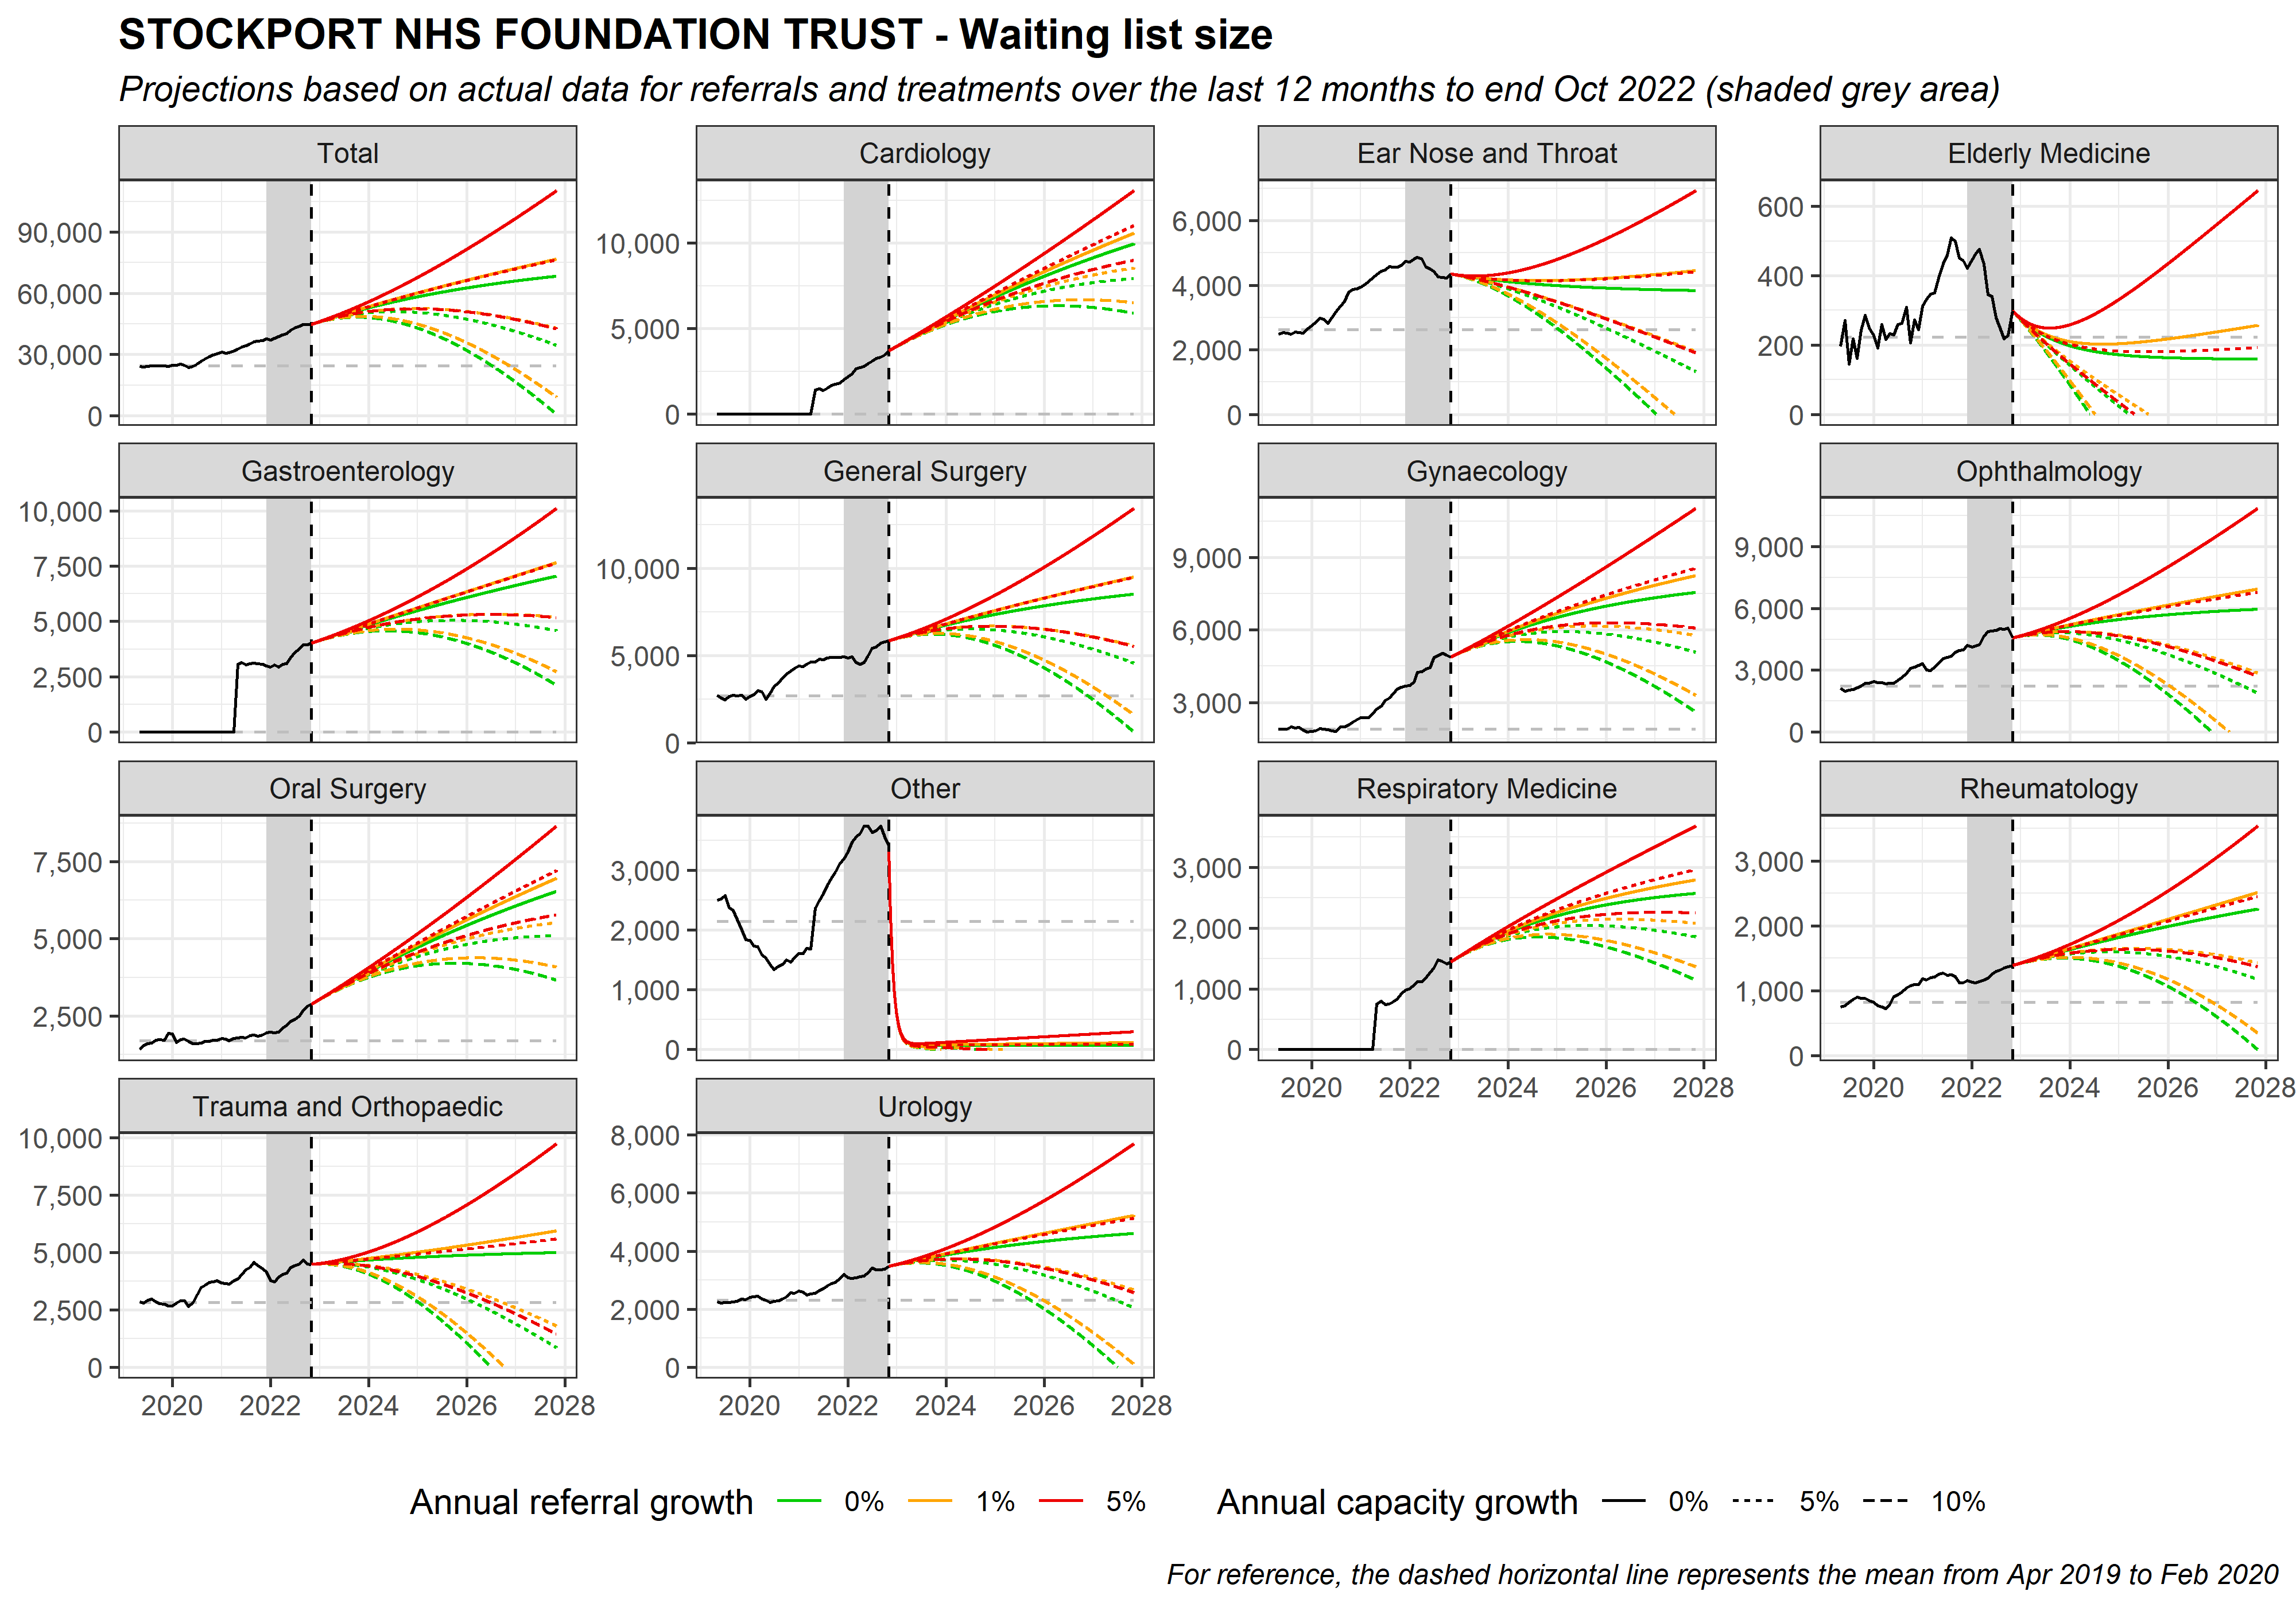 STOCKPORT NHS FOUNDATION TRUST - Waiting list size
Projections based on actual data for referrals and treatments over the last 12 months to end Oct 2022 (shaded grey area)
Total
Cardiology
Ear Nose and Throat
Elderly Medicine
90,000
60,000
30,000
0
10,000
5,000
0
6,000
4,000
2,000
0
600
400
200
0
Gastroenterology
General Surgery
Gynaecology
Ophthalmology
10,000
7,500
5,000
2,500
0
10,000
5,000
0
9,000
6,000
3,000
9,000
6,000
3,000
0
Oral Surgery
Other
Respiratory Medicine
Rheumatology
7,500
5,000
2,500
3,000
2,000
1,000
0
3,000
2,000
1,000
0
3,000
2,000
1,000
0
2020 2022 2024 2026 2028
2020 2022 2024 2026 2028
Trauma and Orthopaedic
Urology
10,000
7,500
5,000
2,500
0
8,000
6,000
4,000
2,000
0
2020 2022 2024 2026 2028
2020 2022 2024 2026 2028
Annual referral growth 0% 1% 5%
Annual capacity growth 0% 5% 10%
For reference, the dashed horizontal line represents the mean from Apr 2019 to Feb 2020